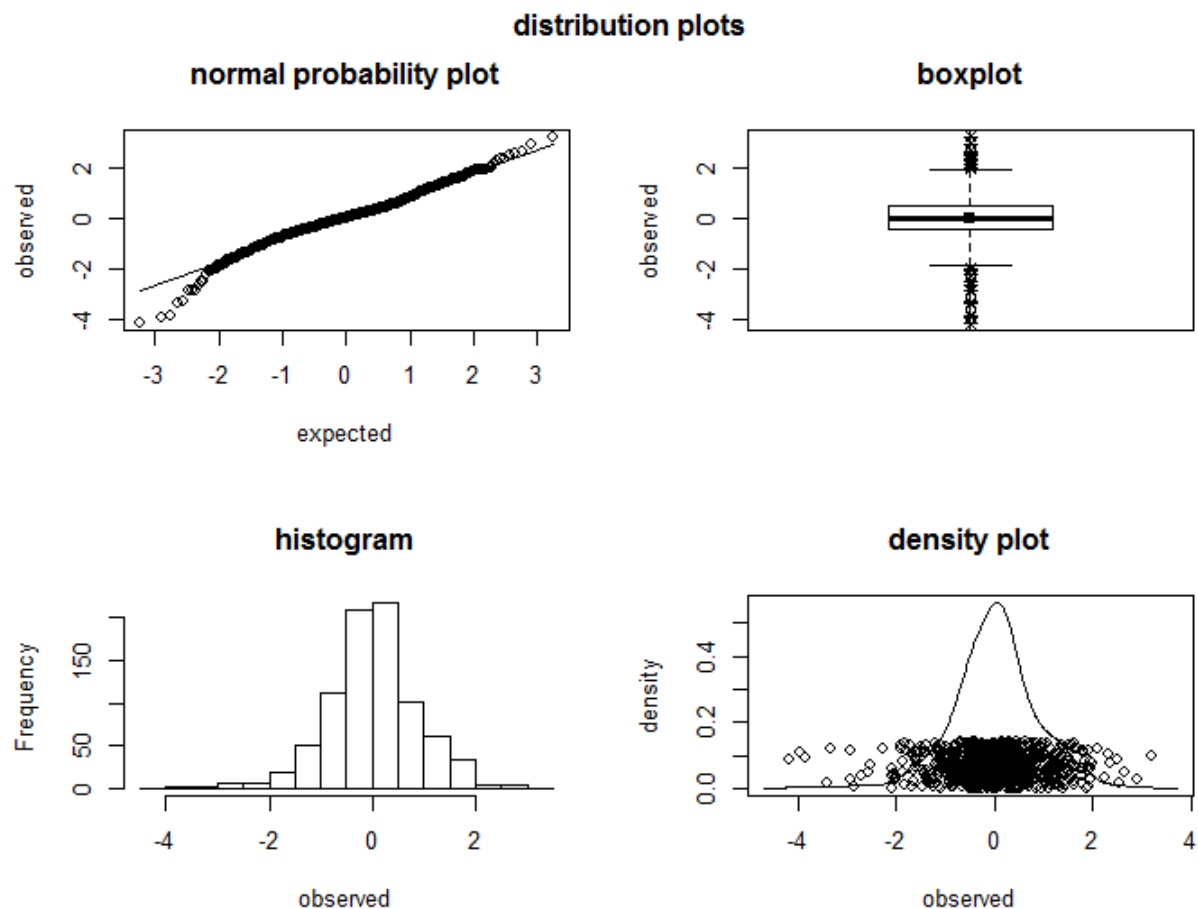 distribution plots
normal probability plot
observed
2
0
-2
-4
-3 -2 -1 0 1 2 3
expected
boxplot
observed
2
0
-2
-4
histogram
Frequency
150
50
0
-4 -2 0 2
observed
density plot
density
0.4
0.2
0.0
-4 -2 0 2 4
observed